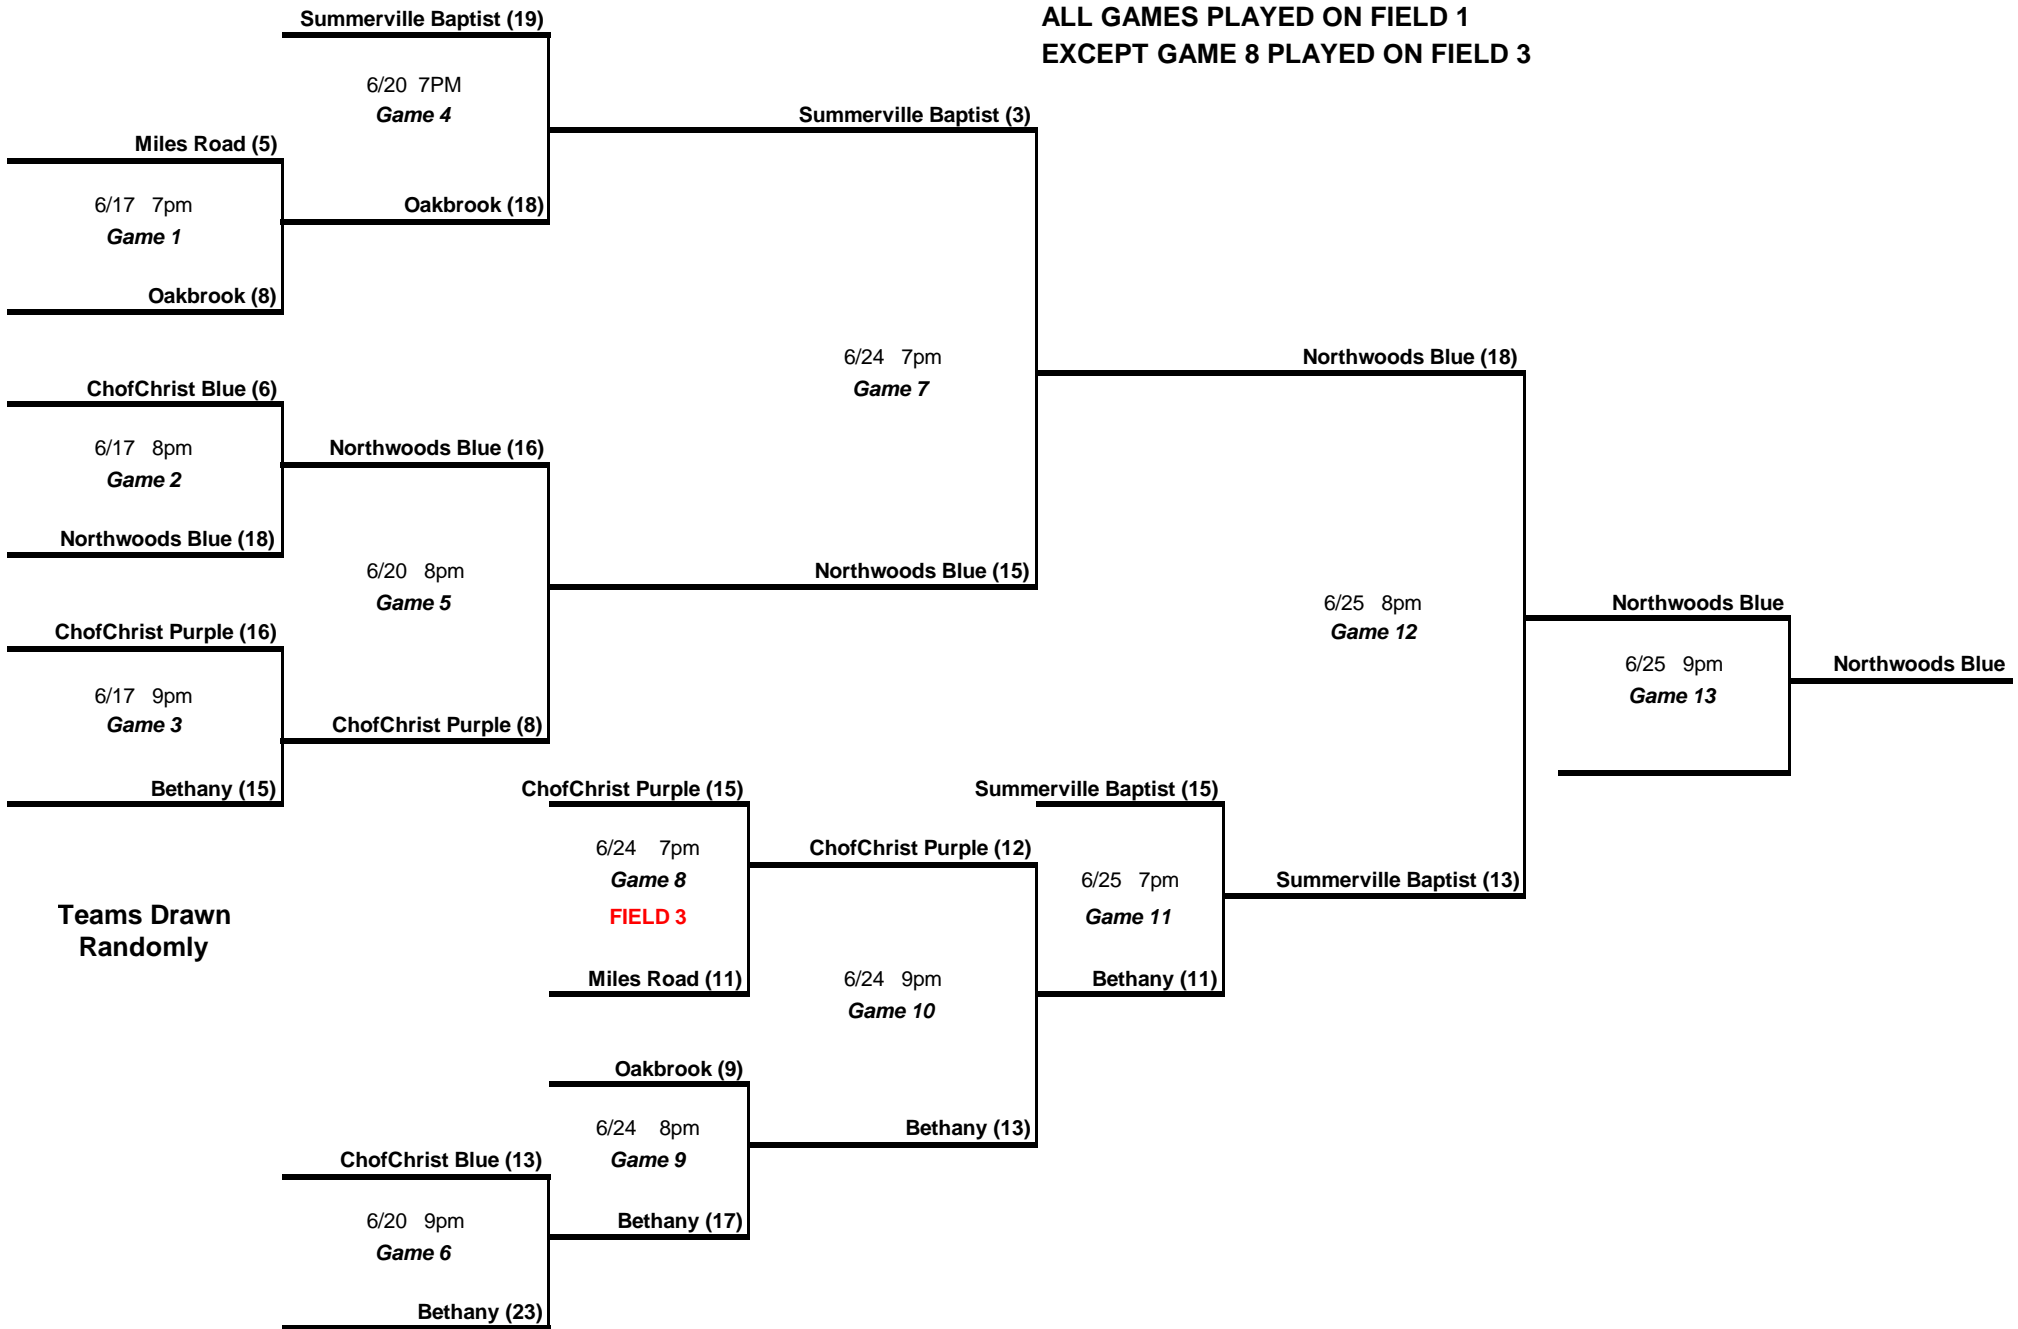 Summerville Baptist (19)
ALL GAMES PLAYED ON FIELD 1
EXCEPT GAME 8 PLAYED ON FIELD 3
6/20 7PM
Game 4
Summerville Baptist (3)
Miles Road (5)
6/17 7pm
Game 1
Oakbrook (18)
Oakbrook (8)
6/24 7pm
Game 7
Northwoods Blue (18)
ChofChrist Blue (6)
6/17 8pm
Game 2
Northwoods Blue (16)
Northwoods Blue (18)
6/20 8pm
Game 5
Northwoods Blue (15)
6/25 8pm
Game 12
Northwoods Blue
ChofChrist Purple (16)
6/17 9pm
Game 3
6/25 9pm
Game 13
Northwoods Blue
ChofChrist Purple (8)
Bethany (15)
ChofChrist Purple (15)
Summerville Baptist (15)
6/24 7pm
Game 8
FIELD 3
ChofChrist Purple (12)
6/25 7pm
Game 11
Summerville Baptist (13)
Teams Drawn
Randomly
Miles Road (11)
6/24 9pm
Game 10
Bethany (11)
Oakbrook (9)
6/24 8pm
Game 9
Bethany (13)
ChofChrist Blue (13)
6/20 9pm
Game 6
Bethany (17)
Bethany (23)